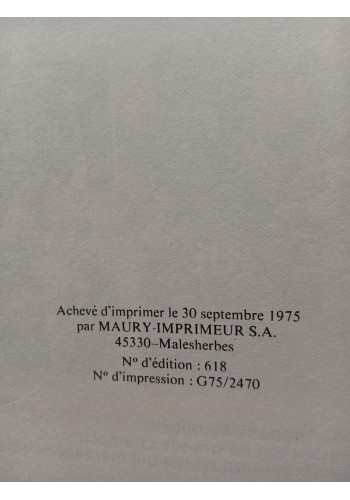 Achevé d'imprimer le 30 septembre 1975
par MAURY-IMPRIMEUR S.A.
45330–Malesherbes
Nº d'édition : 618
Nº d'impression : G75/2470